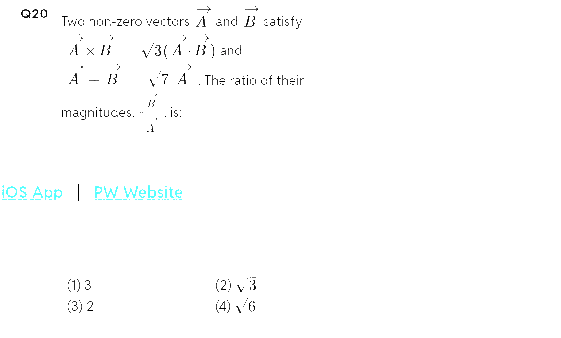 Q20 Two non-zero vectors A and B satisfy
A × B √3( A · B ) and
A − B √7 A . The ratio of their
magnitudes, B A , is:
iOS App | PW Website
(1) 3 (2) √3
(3) 2 (4) √6